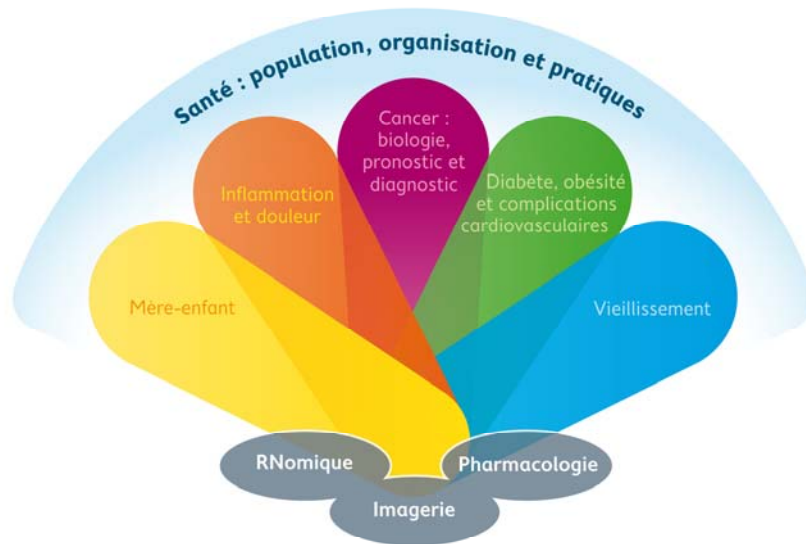 Santé : population, organisation et pratiques
Cancer :
biologie,
pronostic et
diagnostic
Inflammation
et douleur
Diabète, obésité
et complications
cardiovasculaires
Mère-enfant
Vieillissement
RNomique
Pharmacologie
Imagerie